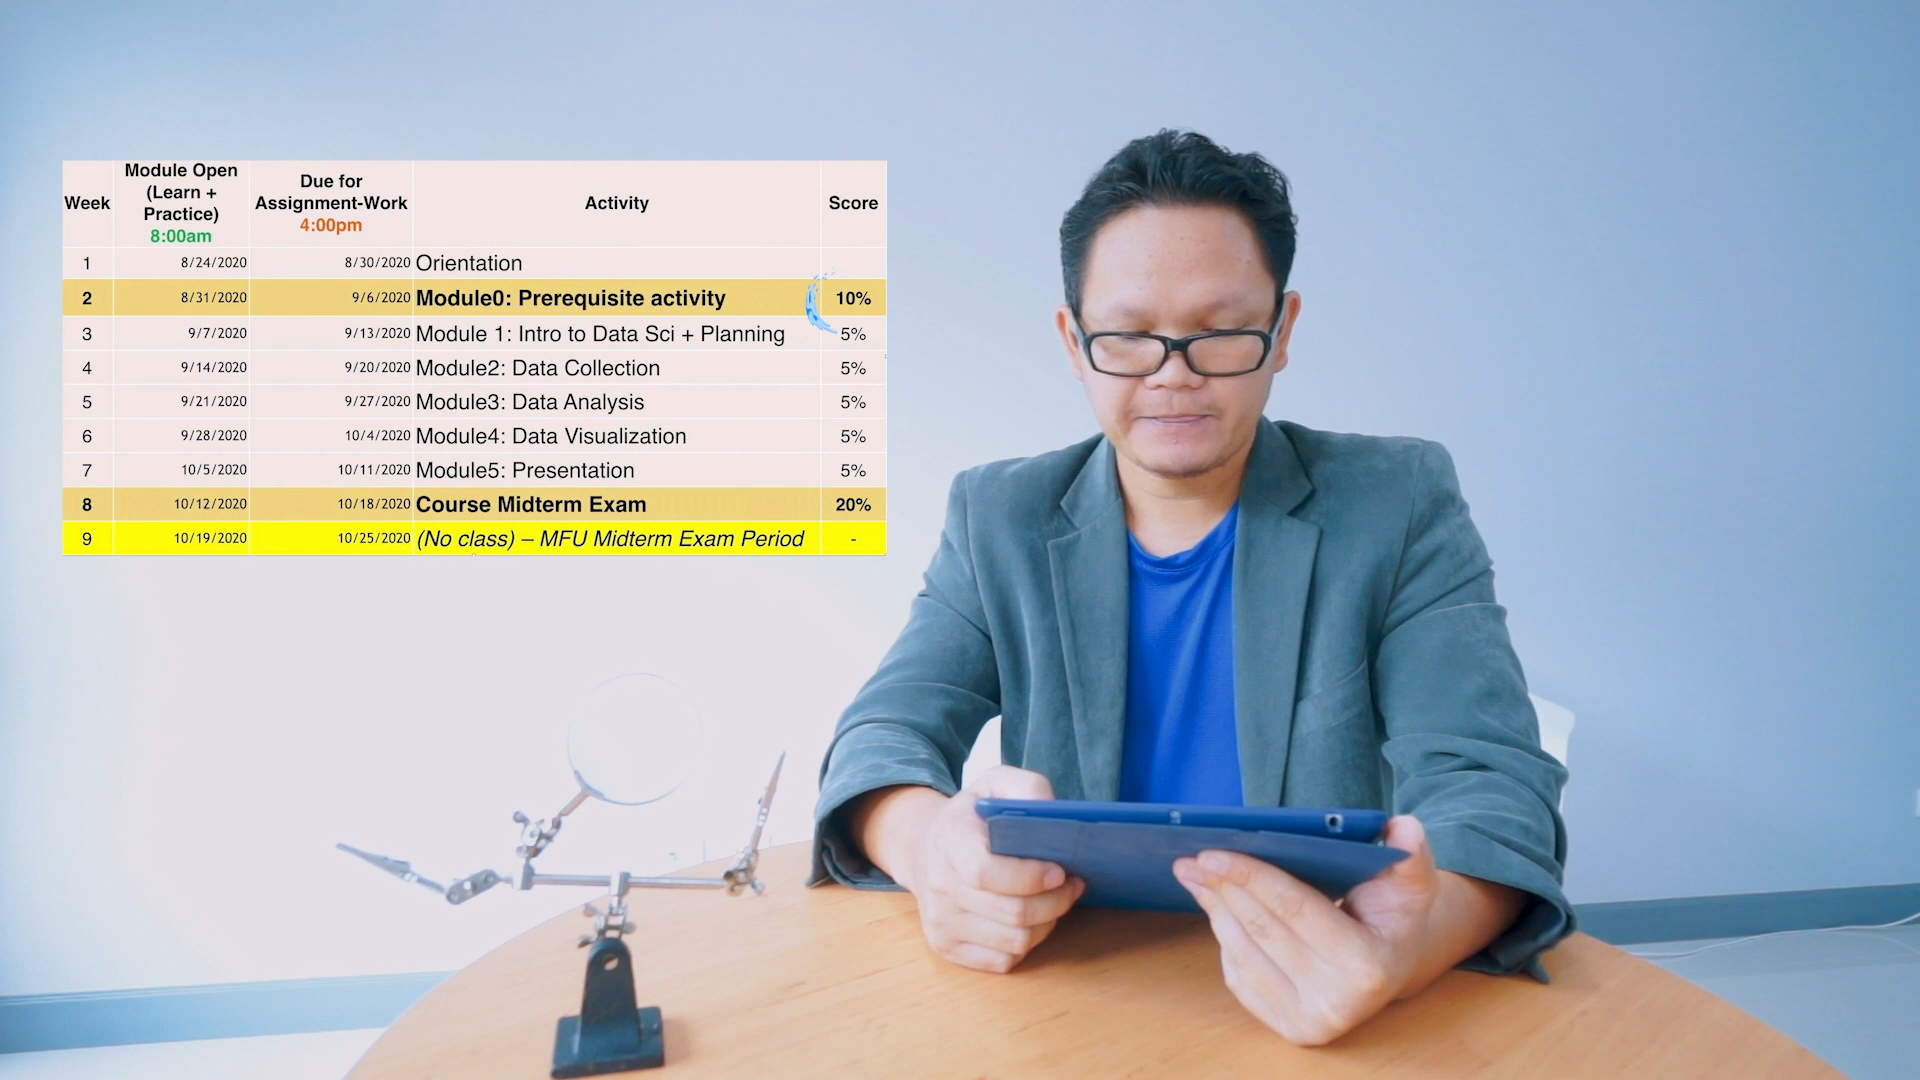 Week Module Open (Learn + Practice) 8:00am Due for Assignment-Work 4:00pm Activity Score
1 8/24/2020 8/30/2020 Orientation
2 8/31/2020 9/6/2020 Module0: Prerequisite activity 10%
3 9/7/2020 9/13/2020 Module 1: Intro to Data Sci + Planning 5%
4 9/14/2020 9/20/2020 Module2: Data Collection 5%
5 9/21/2020 9/27/2020 Module3: Data Analysis 5%
6 9/28/2020 10/4/2020 Module4: Data Visualization 5%
7 10/5/2020 10/11/2020 Module5: Presentation 5%
8 10/12/2020 10/18/2020 Course Midterm Exam 20%
9 10/19/2020 10/25/2020 (No class) – MFU Midterm Exam Period -